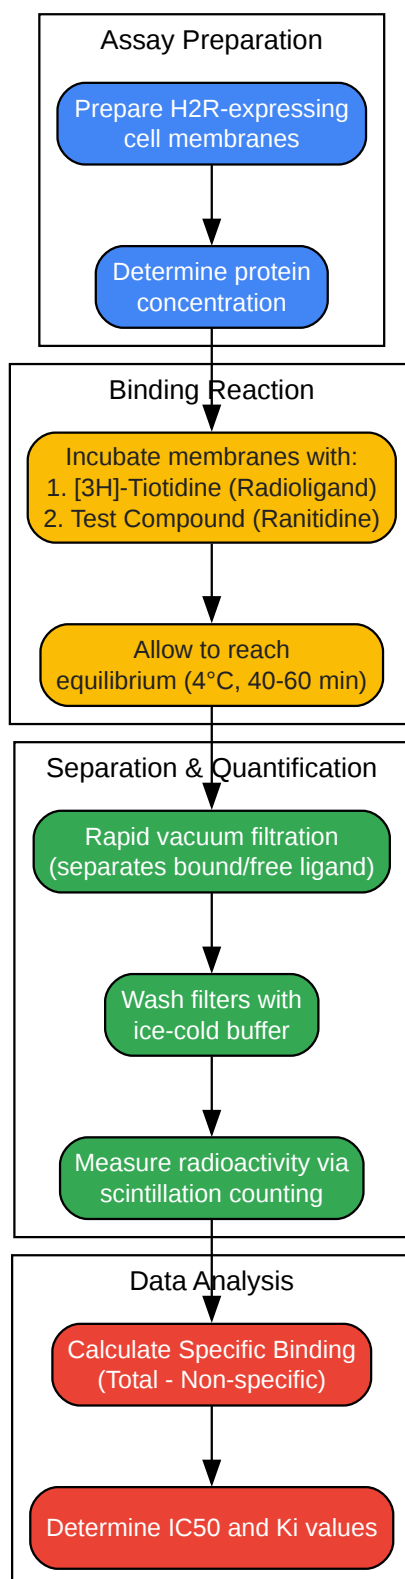 Assay Preparation
Prepare H2R-expressing
cell membranes
Determine protein
concentration
Binding Reaction
Incubate membranes with:
1. [3H]-Tiotidine (Radioligand)
2. Test Compound (Ranitidine)
Allow to reach
equilibrium (4°C, 40-60 min)
Separation & Quantification
Rapid vacuum filtration
(separates bound/free ligand)
Wash filters with
ice-cold buffer
Measure radioactivity via
scintillation counting
Data Analysis
Calculate Specific Binding
(Total - Non-specific)
Determine IC50 and Ki values